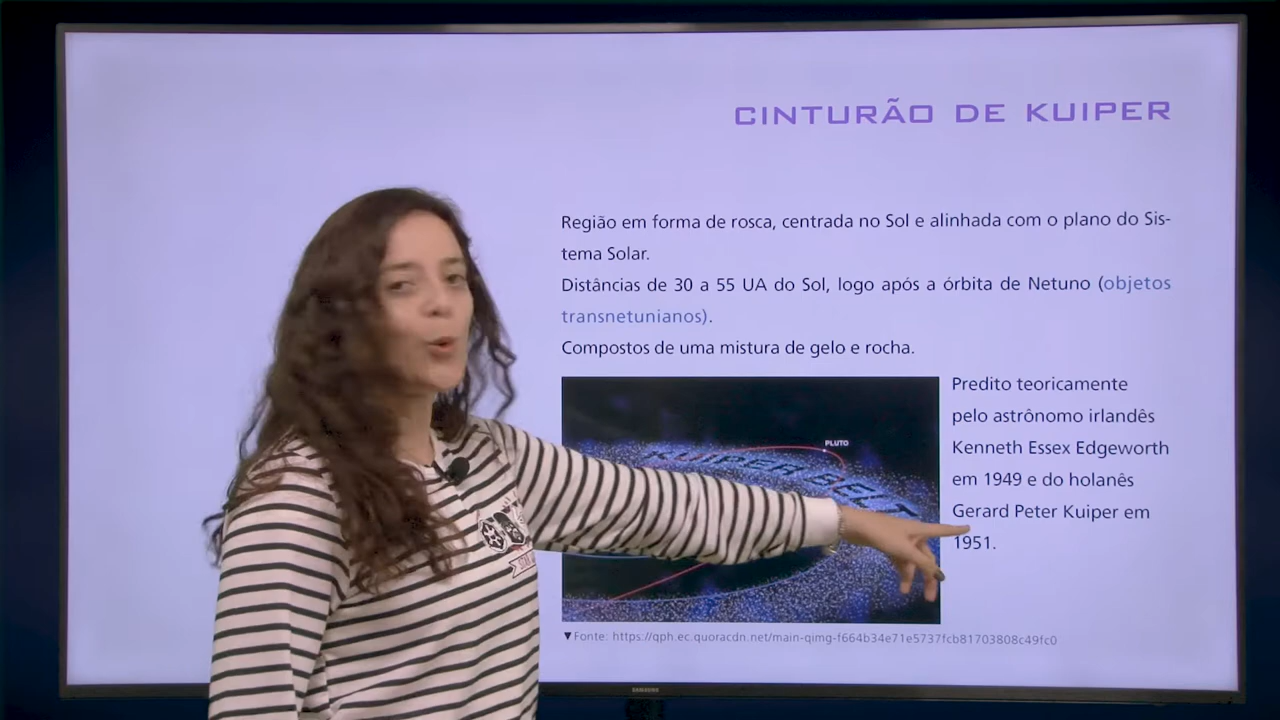 CINTURÃO DE KUIPER
Região em forma de rosca, centrada no Sol e alinhada com o plano do Sis-
tema Solar.
Distâncias de 30 a 55 UA do Sol, logo após a órbita de Netuno (objetos
transnetunianos).
Compostos de uma mistura de gelo e rocha.
PLUTO
KUIPER BELT
Predito teoricamente
pelo astrônomo irlandês
Kenneth Essex Edgeworth
em 1949 e do holanês
Gerard Peter Kuiper em
1951.
▼Fonte: https://qph.ec.quoracdn.net/main-qimg-f664b34e71e5737fcb81703808c49fc0
SAMSUNG